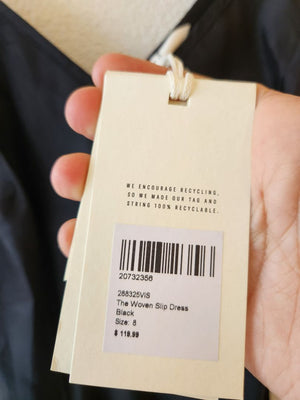 WE ENCOURAGE RECYCLING,
SO WE MADE OUR TAG AND
STRING 100% RECYCLABLE.
20732356
288325VIS
The Woven Slip Dress
Black
Size: 8
$ 119.99